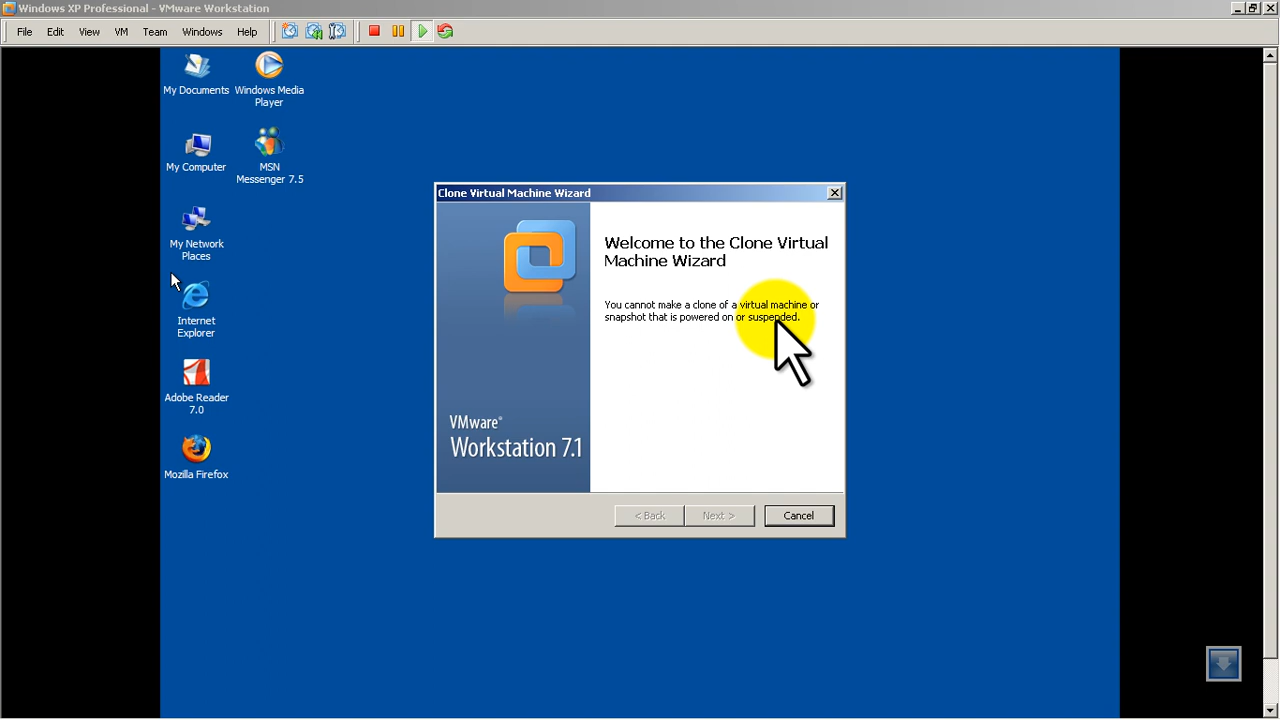 Windows XP Professional - VMware Workstation
File Edit View VM Team Windows Help
My Documents
Windows Media Player
My Computer
MSN Messenger 7.5
My Network Places
Internet Explorer
Adobe Reader 7.0
Mozilla Firefox
Clone Virtual Machine Wizard
Welcome to the Clone Virtual
Machine Wizard
You cannot make a clone of a virtual machine or
snapshot that is powered on or suspended.
VMware®
Workstation 7.1
< Back Next > Cancel